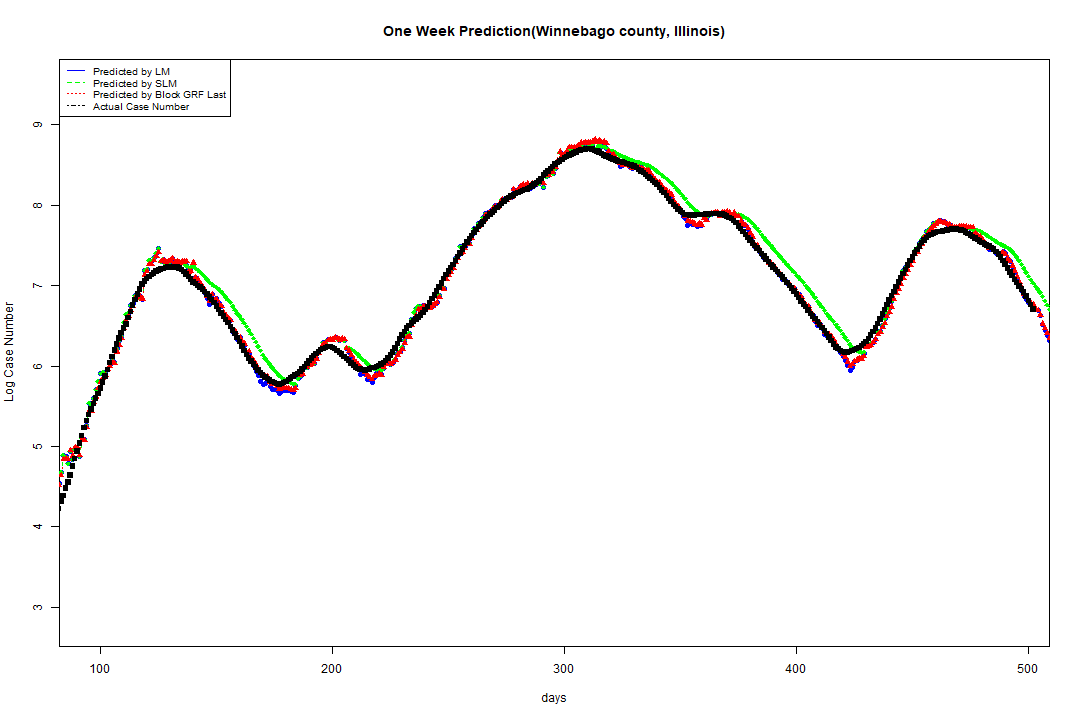 One Week Prediction(Winnebago county, Illinois)
Predicted by LM
Predicted by SLM
Predicted by Block GRF Last
Actual Case Number
9
8
7
6
5
4
3
Log Case Number
100 200 300 400 500
days